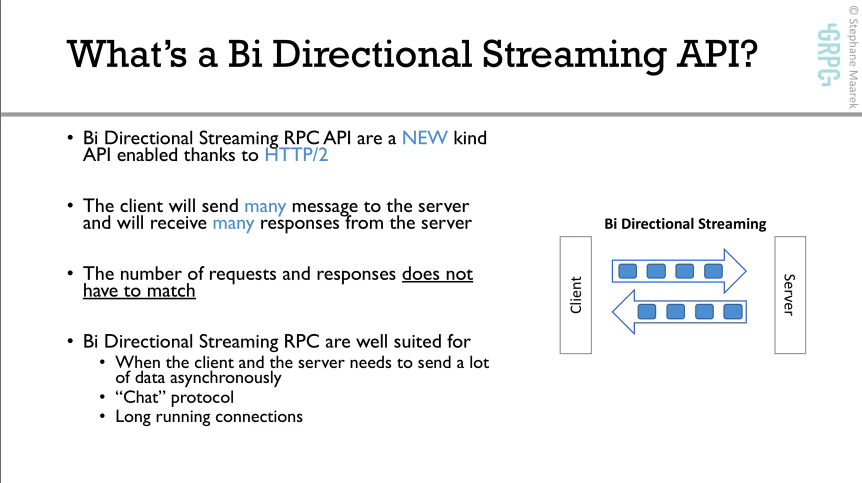 What's a Bi Directional Streaming API?
GRPC
© Stephane Maarek
• Bi Directional Streaming RPC API are a NEW kind
API enabled thanks to HTTP/2
• The client will send many message to the server
and will receive many responses from the server
• The number of requests and responses does not
have to match
• Bi Directional Streaming RPC are well suited for
• When the client and the server needs to send a lot
of data asynchronously
• “Chat” protocol
• Long running connections
Bi Directional Streaming
Client
Server